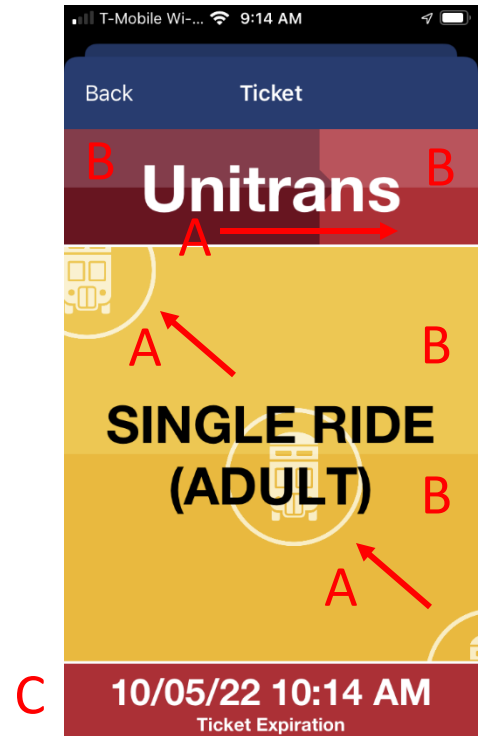 T-Mobile Wi-... 9:14 AM
Back Ticket
B B
Unitrans
A
A B
SINGLE RIDE
(ADULT)
B
A
C 10/05/22 10:14 AM
Ticket Expiration